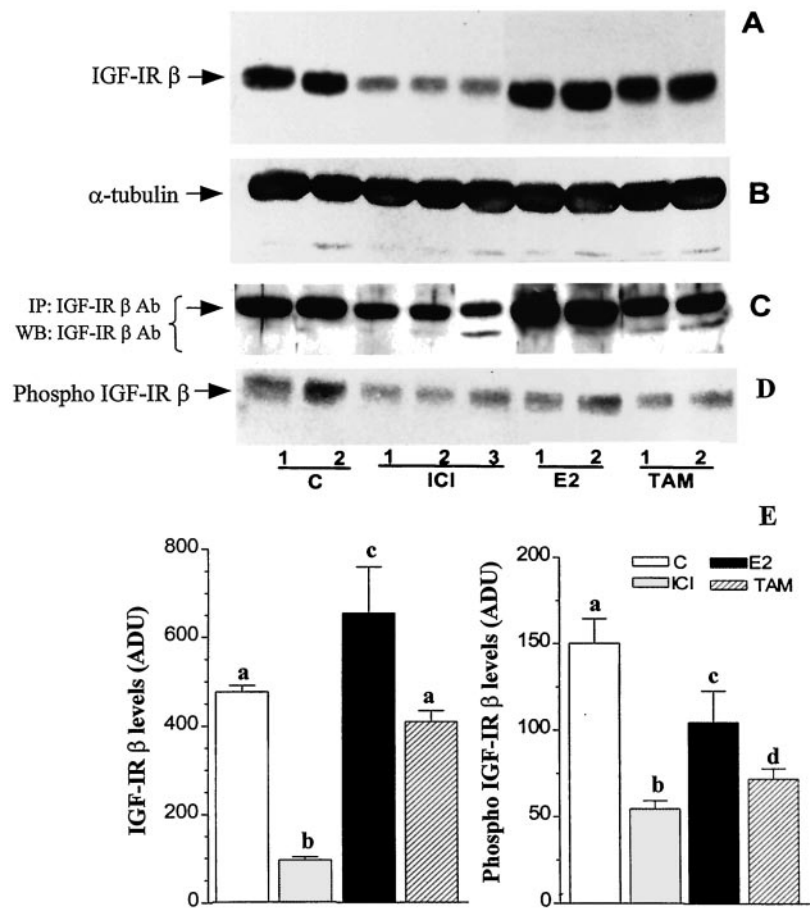 A
IGF-IR β
α-tubulin
B
IP: IGF-IR β Ab
WB: IGF-IR β Ab
C
Phospho IGF-IR β
D
1 2 1 2 3 1 2 1 2
C ICI E2 TAM
E
IGF-IR β levels (ADU)
800
600
400
200
0
a
b
c
a
Phospho IGF-IR β levels (ADU)
200
150
100
50
0
C E2
ICI TAM
a
b
c
d